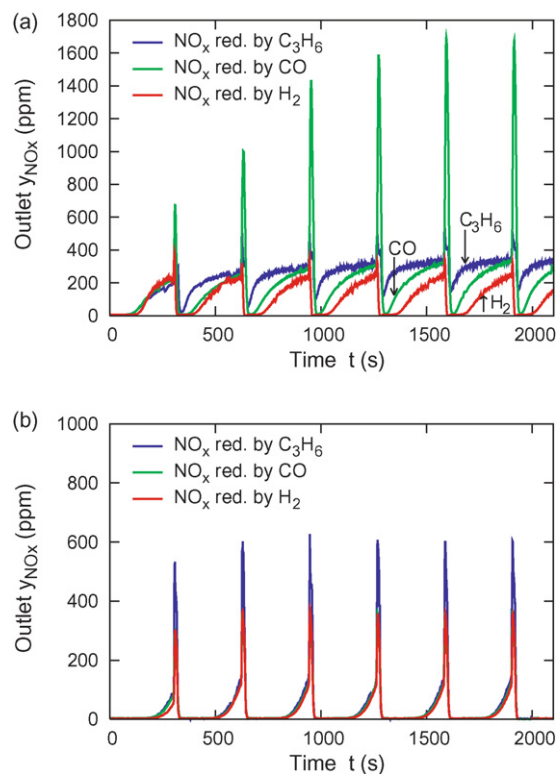 (a)
1800
1600
1400
1200
1000
800
600
400
200
0
Outlet yNOx (ppm)
NOx red. by C3H6
NOx red. by CO
NOx red. by H2
C3H6
CO
H2
0 500 1000 1500 2000
Time t (s)
(b)
1000
800
600
400
200
0
Outlet yNOx (ppm)
NOx red. by C3H6
NOx red. by CO
NOx red. by H2
0 500 1000 1500 2000
Time t (s)